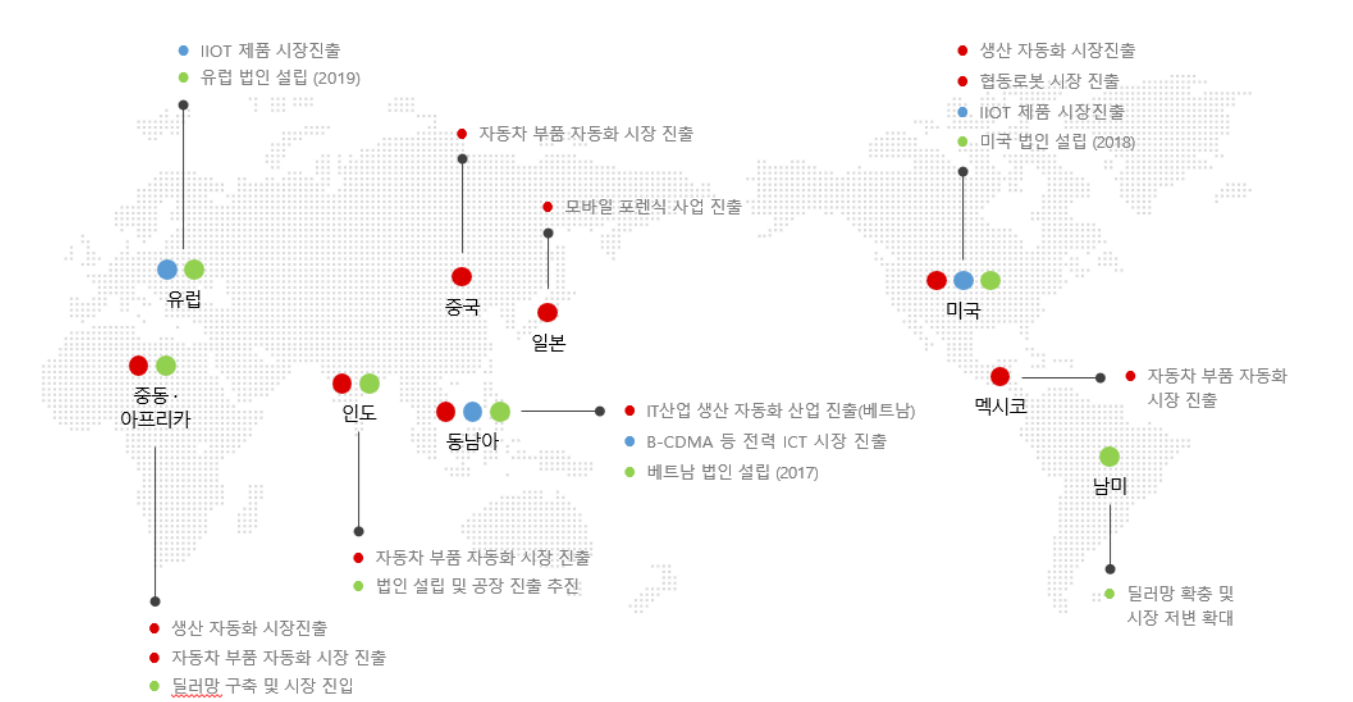 IIOT 제품 시장진출
유럽 법인 설립 (2019)
유럽
자동차 부품 자동화 시장 진출
중국
모바일 포렌식 사업 진출
일본
생산 자동화 시장진출
협동로봇 시장 진출
IIOT 제품 시장진출
미국 법인 설립 (2018)
미국
중동 ·
아프리카
생산 자동화 시장진출
자동차 부품 자동화 시장 진출
딜러망 구축 및 시장 진입
인도
자동차 부품 자동화 시장 진출
법인 설립 및 공장 진출 추진
동남아
IT산업 생산 자동화 산업 진출(베트남)
B-CDMA 등 전력 ICT 시장 진출
베트남 법인 설립 (2017)
멕시코
자동차 부품 자동화
시장 진출
남미
딜러망 확충 및
시장 저변 확대